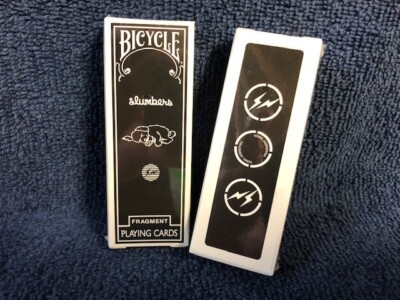 BICYCLE
slumbers
FRAGMENT
PLAYING CARDS